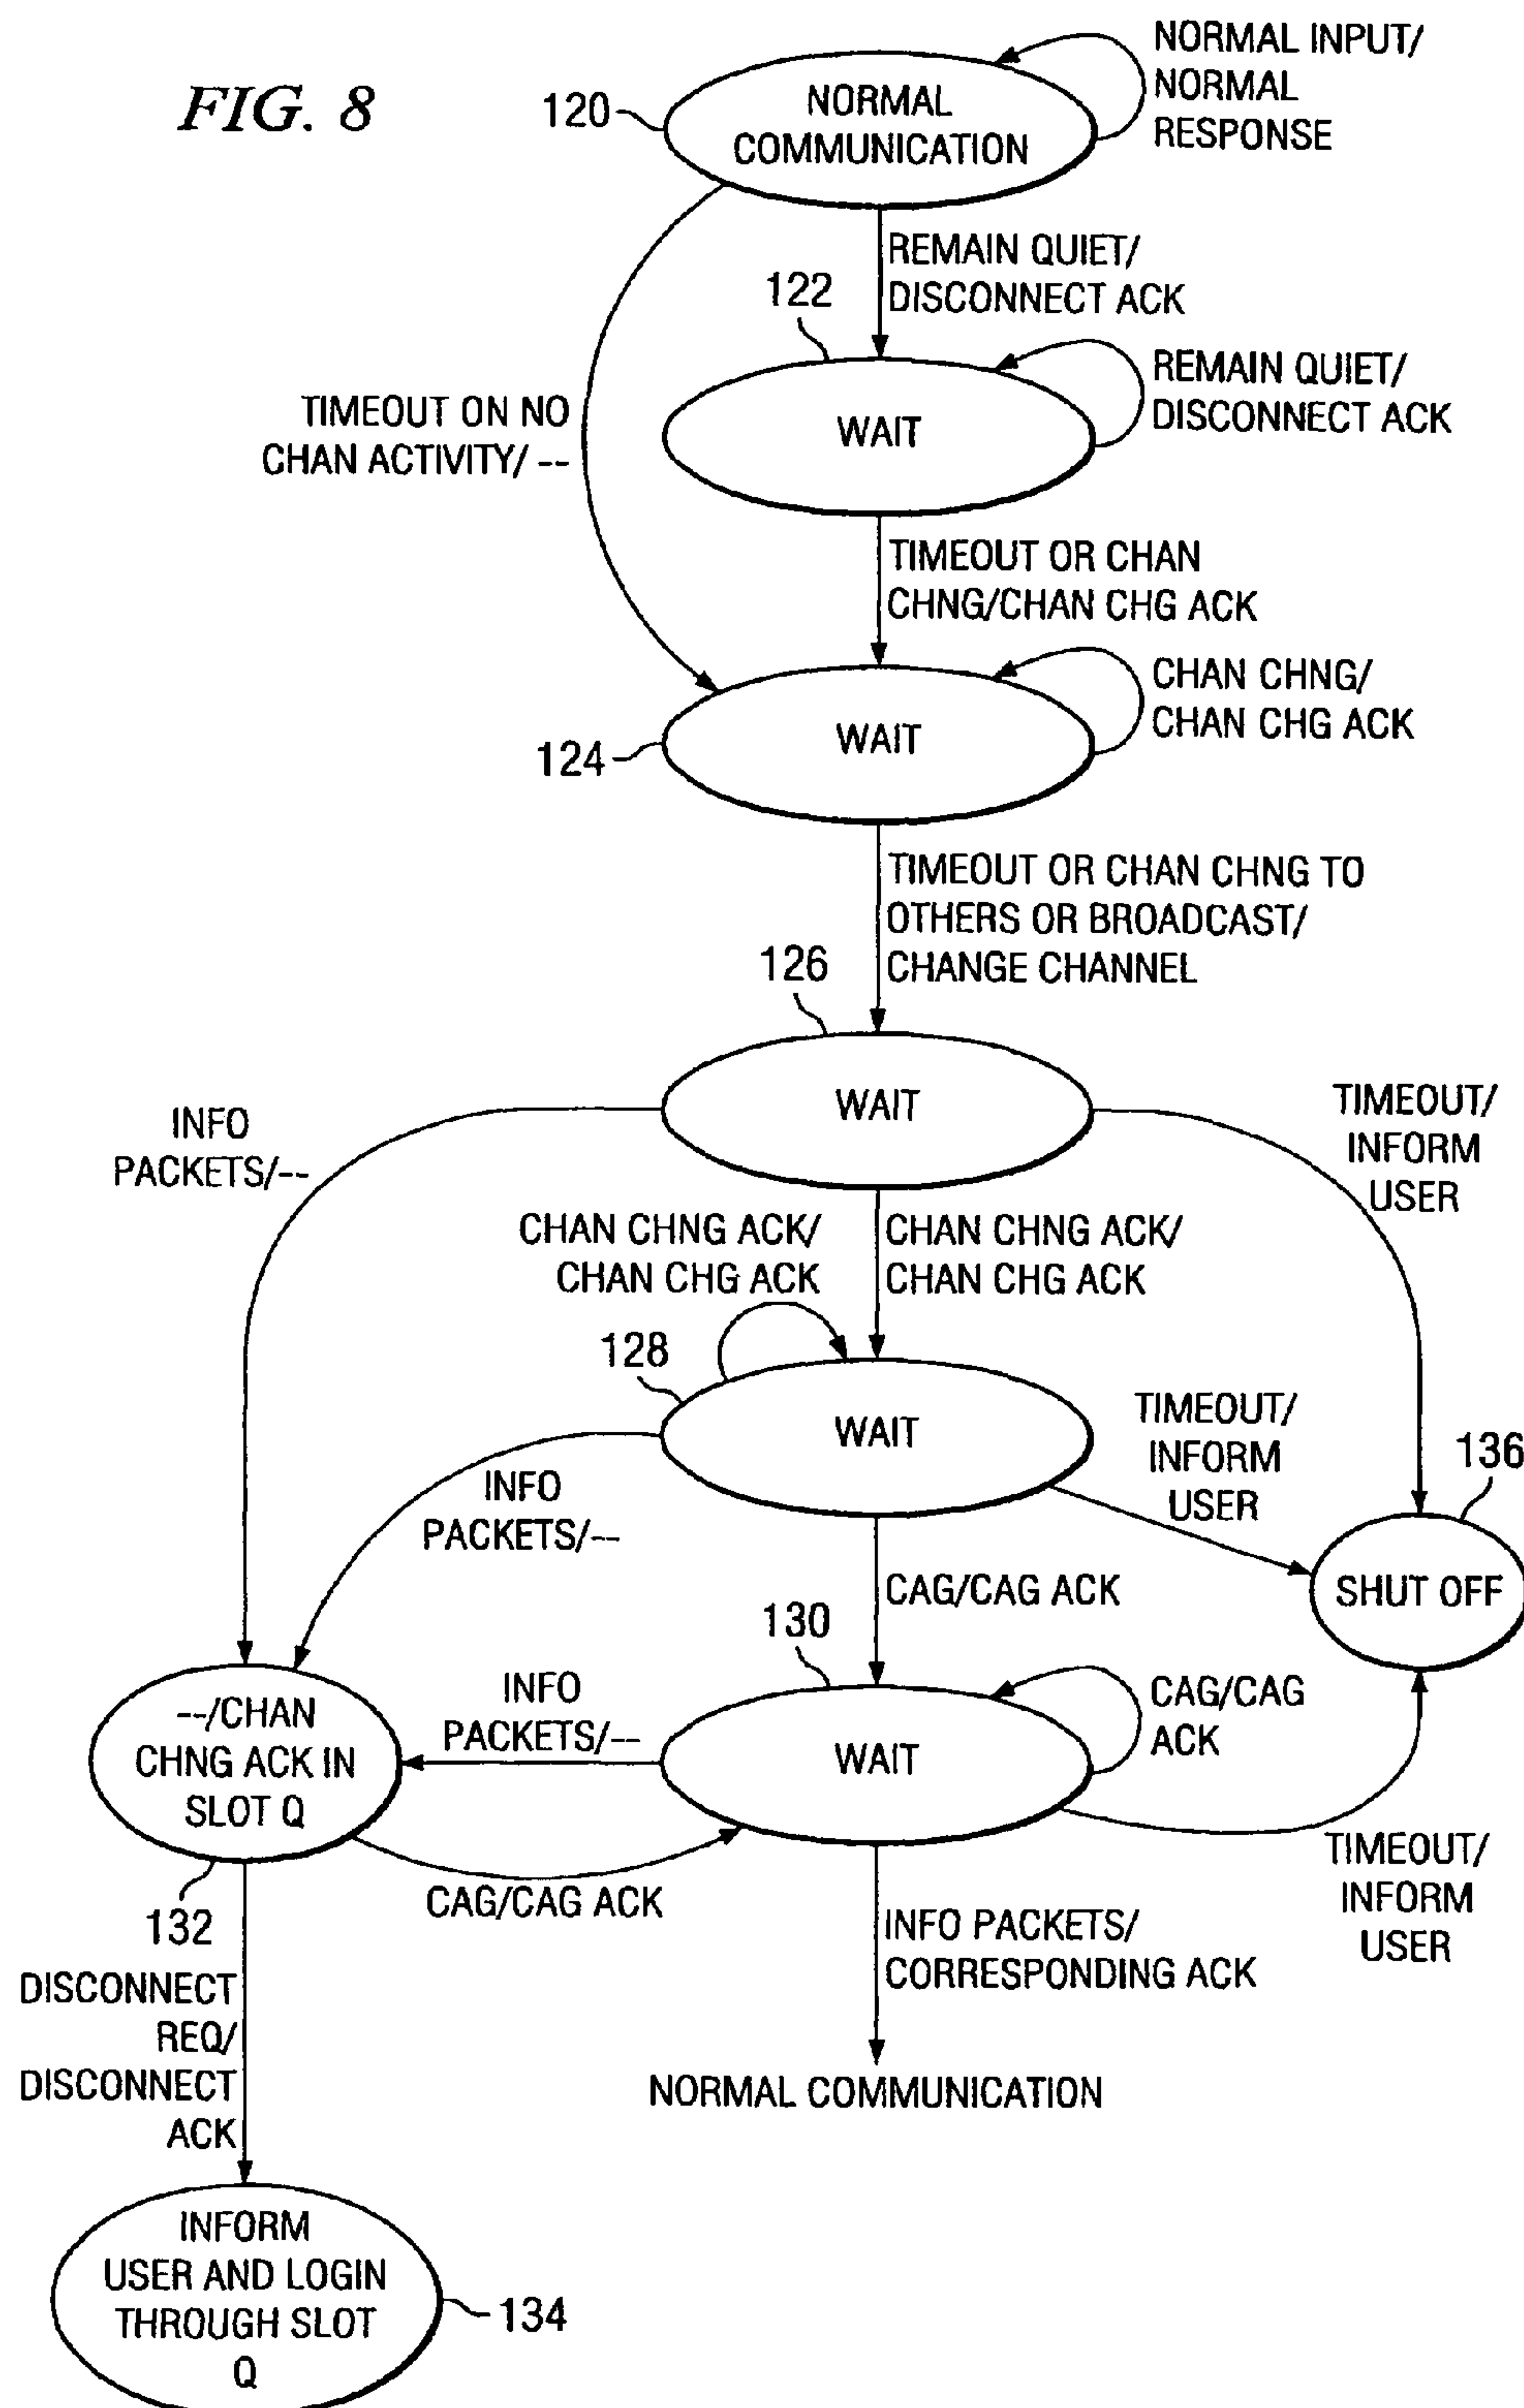 FIG. 8
120
NORMAL
COMMUNICATION
NORMAL INPUT/
NORMAL
RESPONSE
REMAIN QUIET/
DISCONNECT ACK
122
WAIT
REMAIN QUIET/
DISCONNECT ACK
TIMEOUT ON NO
CHAN ACTIVITY/ --
TIMEOUT OR CHAN
CHNG/CHAN CHG ACK
124
WAIT
CHAN CHNG/
CHAN CHG ACK
TIMEOUT OR CHAN CHNG TO
OTHERS OR BROADCAST/
CHANGE CHANNEL
126
WAIT
INFO
PACKETS/--
TIMEOUT/
INFORM
USER
CHAN CHNG ACK/
CHAN CHG ACK
CHAN CHNG ACK/
CHAN CHG ACK
128
WAIT
INFO
PACKETS/--
TIMEOUT/
INFORM
USER
136
SHUT OFF
CAG/CAG ACK
130
WAIT
CAG/CAG
ACK
INFO
PACKETS/--
--/CHAN
CHNG ACK IN
SLOT Q
132
CAG/CAG ACK
TIMEOUT/
INFORM
USER
INFO PACKETS/
CORRESPONDING ACK
DISCONNECT
REQ/
DISCONNECT
ACK
NORMAL COMMUNICATION
INFORM
USER AND LOGIN
THROUGH SLOT
Q
134